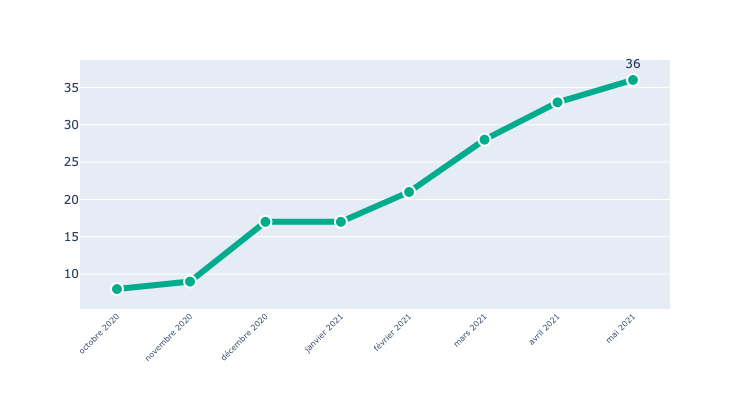 36
35
30
25
20
15
10
octobre 2020
novembre 2020
décembre 2020
janvier 2021
février 2021
mars 2021
avril 2021
mai 2021